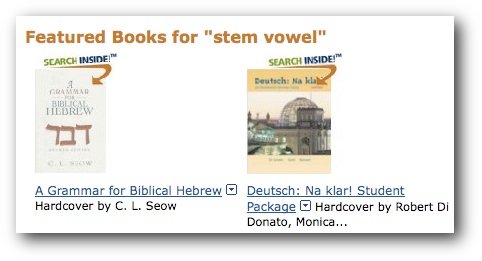 Featured Books for "stem vowel"
SEARCH INSIDE!™
A
GRAMMAR
FOR
BIBLICAL
HEBREW
דבר
REVISED EDITION
C. L. SEOW
A Grammar for Biblical Hebrew
Hardcover by C. L. Seow
SEARCH INSIDE!™
Deutsch: Na klar!
Deutsch: Na klar! Student
Package Hardcover by Robert Di
Donato, Monica...